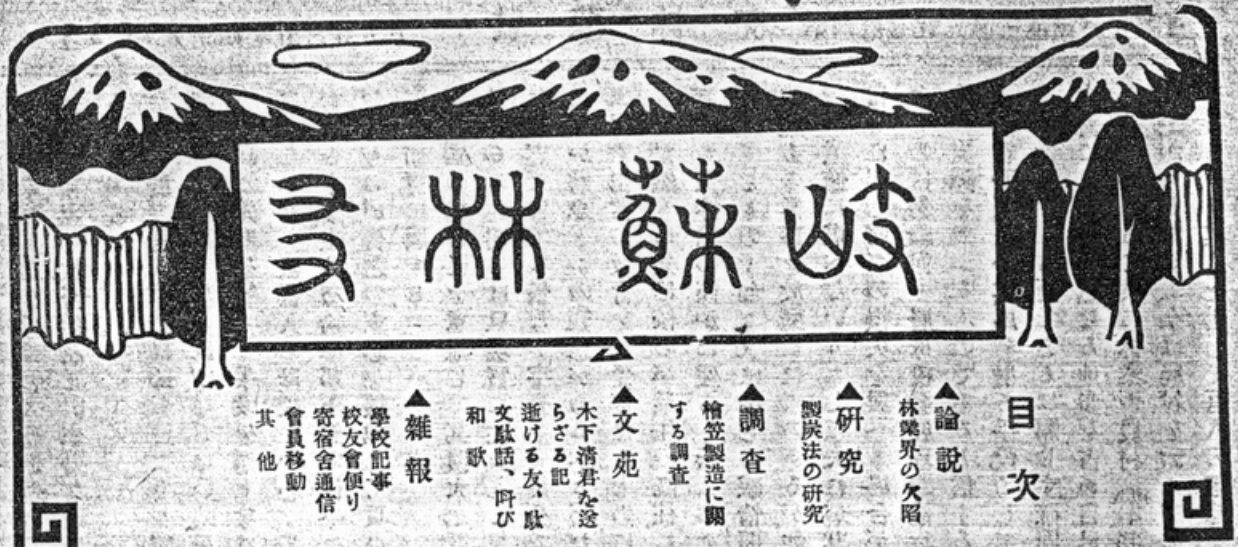 岐蘇林友
目次
▲論說
林業界の欠陷
▲研究
製炭法の研究
▲調査
檜笠製造に關
する調査
▲文苑
木下清君を送
らざる記
逝ける友、駄
文駄話、呌び
和歌
▲雜報
學校記事
校友會便り
寄宿舍通信
會員移動
其他